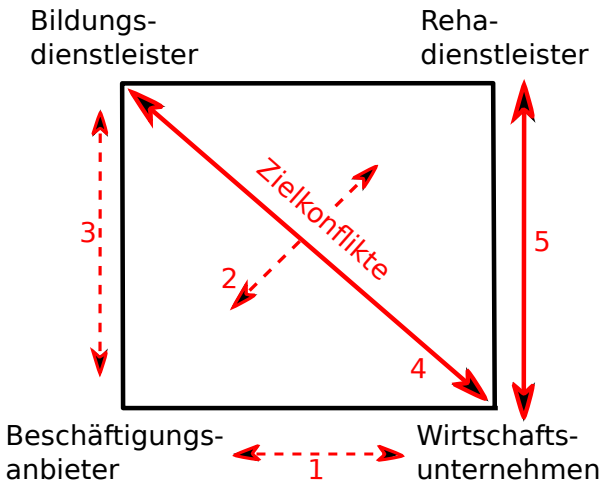 Bildungs-
dienstleister
Reha-
dienstleister
Zielkonflikte
3
2
5
4
Beschäftigungs-
anbieter
1
Wirtschafts-
unternehmen